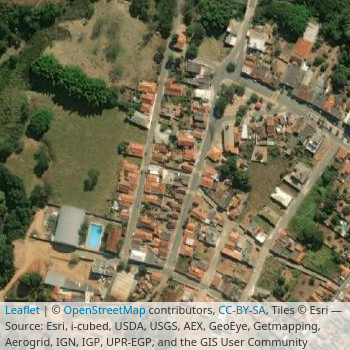 Leaflet | © OpenStreetMap contributors, CC-BY-SA, Tiles © Esri —
Source: Esri, i-cubed, USDA, USGS, AEX, GeoEye, Getmapping,
Aerogrid, IGN, IGP, UPR-EGP, and the GIS User Community